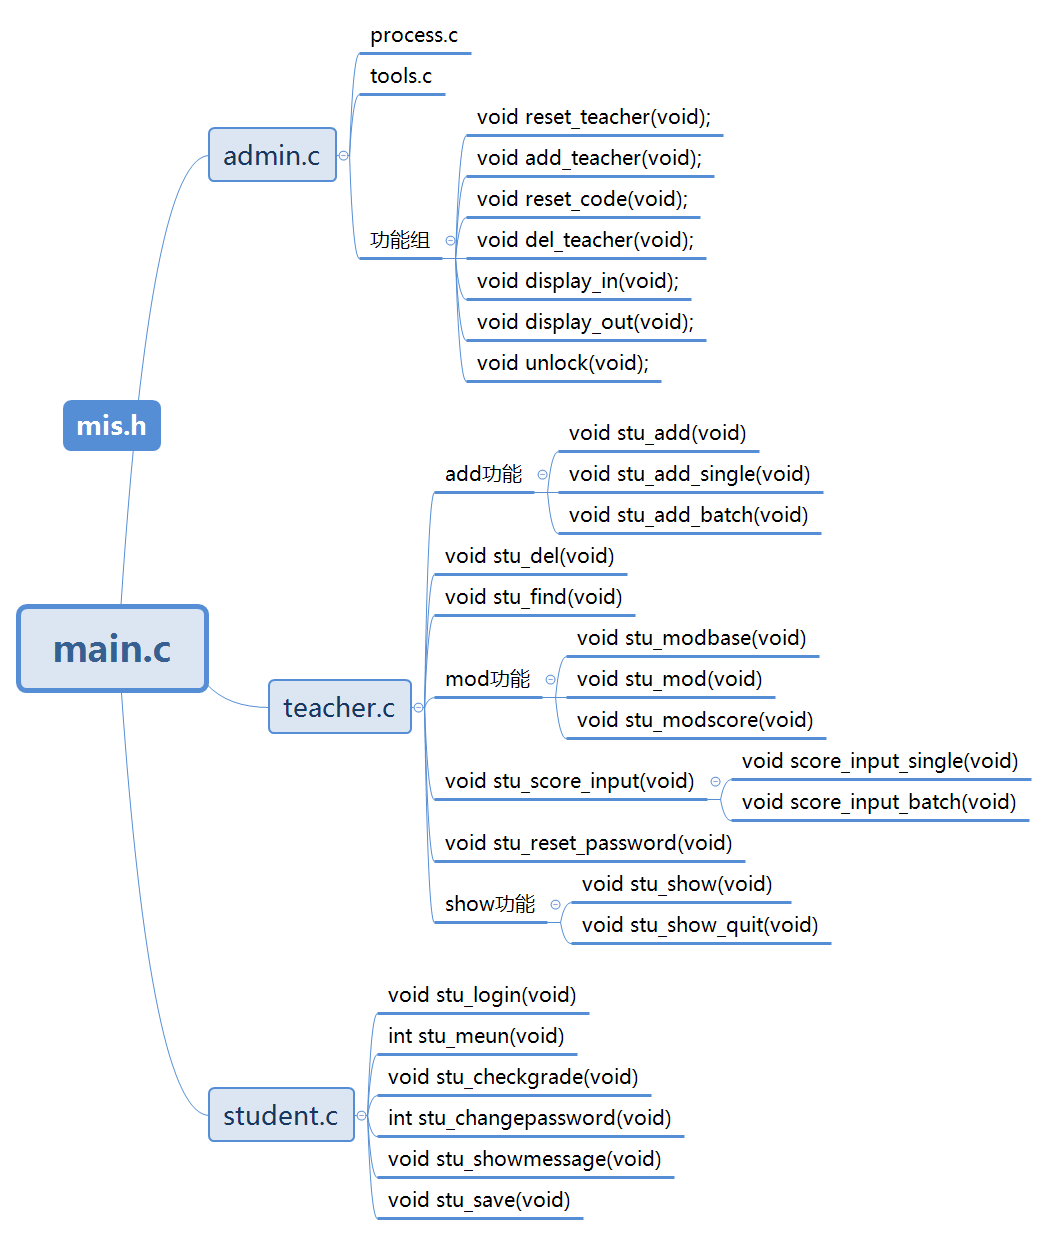 process.c
tools.c
admin.c
功能组
void reset_teacher(void);
void add_teacher(void);
void reset_code(void);
void del_teacher(void);
void display_in(void);
void display_out(void);
void unlock(void);
mis.h
main.c
teacher.c
add功能
void stu_add(void)
void stu_add_single(void)
void stu_add_batch(void)
void stu_del(void)
void stu_find(void)
mod功能
void stu_modbase(void)
void stu_mod(void)
void stu_modscore(void)
void stu_score_input(void)
void score_input_single(void)
void score_input_batch(void)
void stu_reset_password(void)
show功能
void stu_show(void)
void stu_show_quit(void)
student.c
void stu_login(void)
int stu_meun(void)
void stu_checkgrade(void)
int stu_changepassword(void)
void stu_showmessage(void)
void stu_save(void)